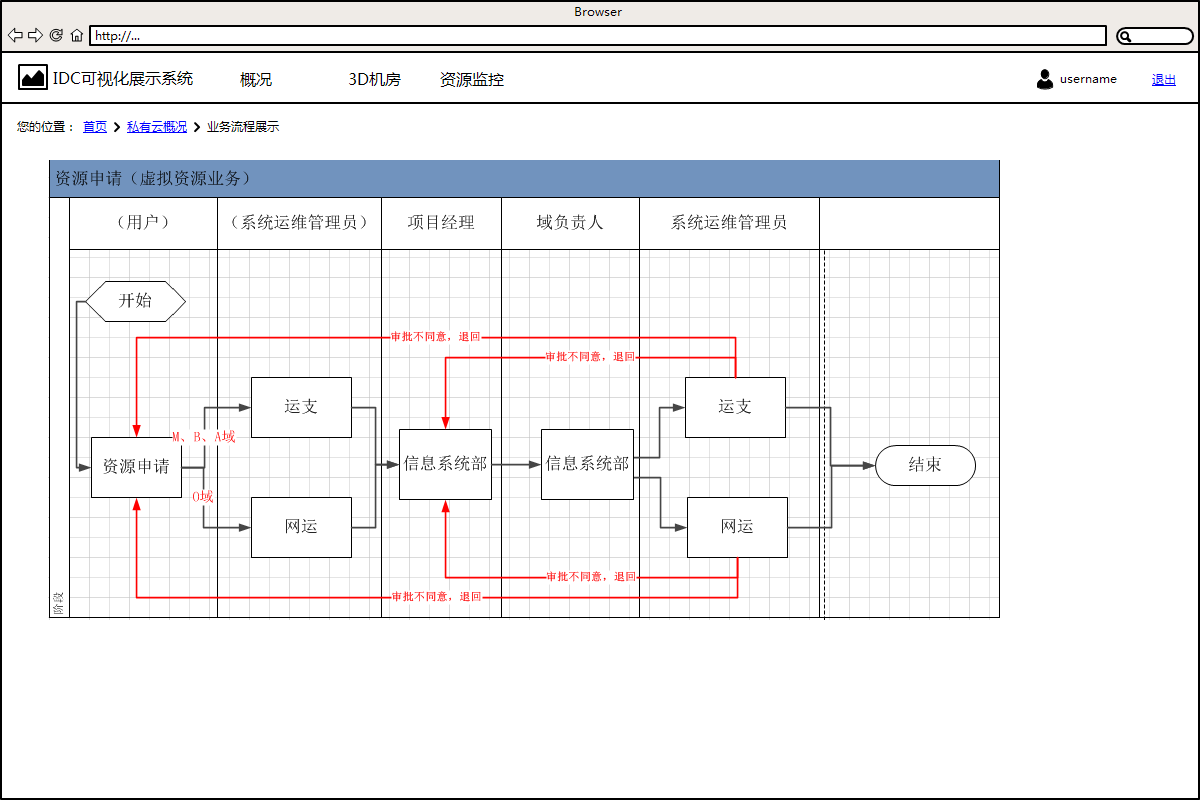 Browser
http://...
IDC可视化展示系统 概况 3D机房 资源监控 username 退出
您的位置： 首页 私有云概况 业务流程展示
资源申请（虚拟资源业务）
（用户） （系统运维管理员） 项目经理 域负责人 系统运维管理员
开始
审批不同意，退回
审批不同意，退回
运支 运支
M、B、A域
资源申请 信息系统部 信息系统部 结束
O域
网运 网运
审批不同意，退回
审批不同意，退回
阶段